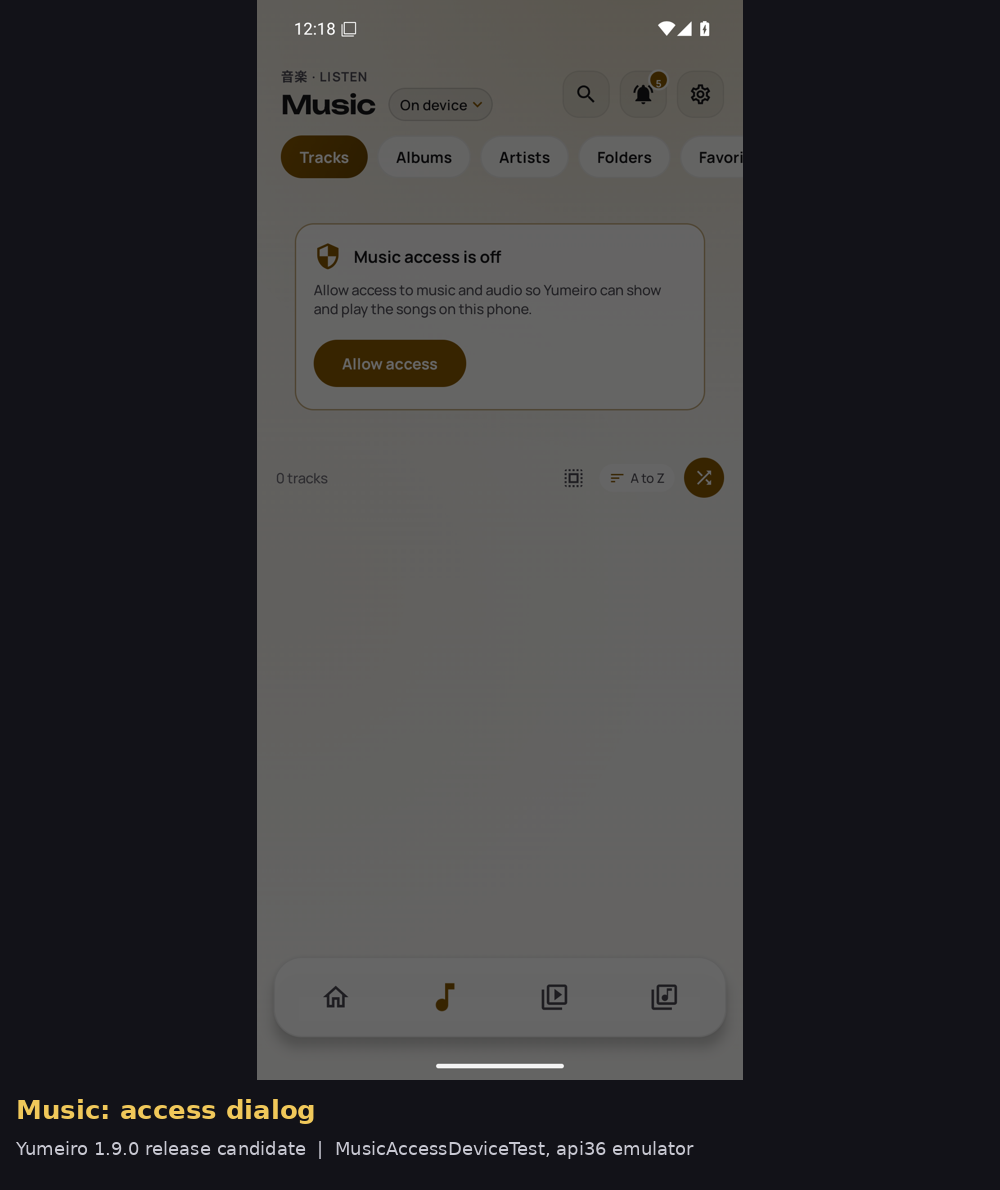 12:18
音楽 · LISTEN
Music
On device
5
Tracks
Albums
Artists
Folders
Favori
Music access is off
Allow access to music and audio so Yumeiro can show
and play the songs on this phone.
Allow access
0 tracks
A to Z
Music: access dialog
Yumeiro 1.9.0 release candidate | MusicAccessDeviceTest, api36 emulator